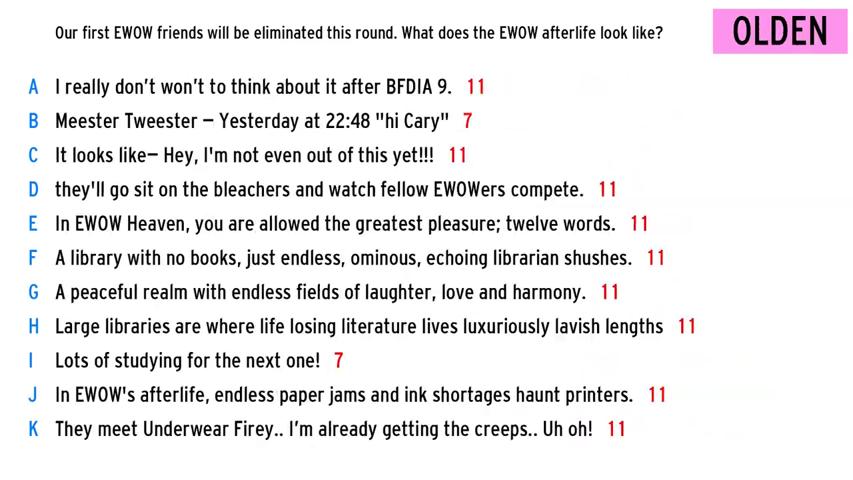 Our first EWOW friends will be eliminated this round. What does the EWOW afterlife look like?
OLDEN
A I really don't won't to think about it after BFDIA 9. 11
B Meester Tweester – Yesterday at 22:48 "hi Cary" 7
C It looks like– Hey, I'm not even out of this yet!!! 11
D they'll go sit on the bleachers and watch fellow EWOWers compete. 11
E In EWOW Heaven, you are allowed the greatest pleasure; twelve words. 11
F A library with no books, just endless, ominous, echoing librarian shushes. 11
G A peaceful realm with endless fields of laughter, love and harmony. 11
H Large libraries are where life losing literature lives luxuriously lavish lengths 11
I Lots of studying for the next one! 7
J In EWOW's afterlife, endless paper jams and ink shortages haunt printers. 11
K They meet Underwear Firey.. I'm already getting the creeps.. Uh oh! 11